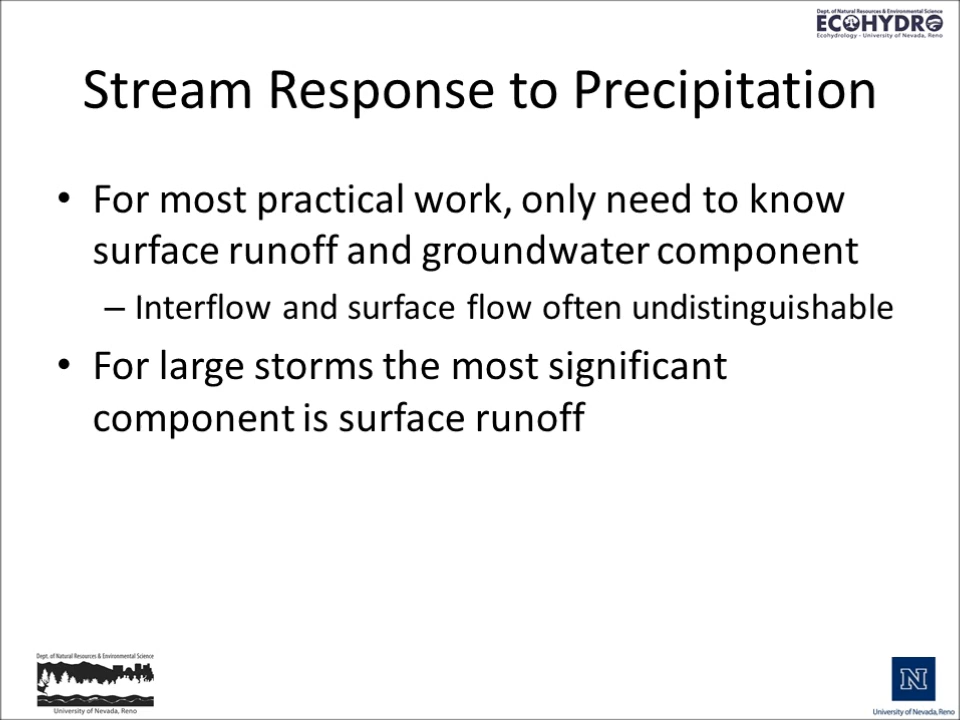 Dept. of Natural Resources & Environmental Science
ECOHYDRO
Ecohydrology - University of Nevada, Reno
Stream Response to Precipitation
• For most practical work, only need to know
surface runoff and groundwater component
– Interflow and surface flow often undistinguishable
• For large storms the most significant
component is surface runoff
Dept. of Natural Resources & Environmental Science
University of Nevada, Reno
N
University of Nevada, Reno